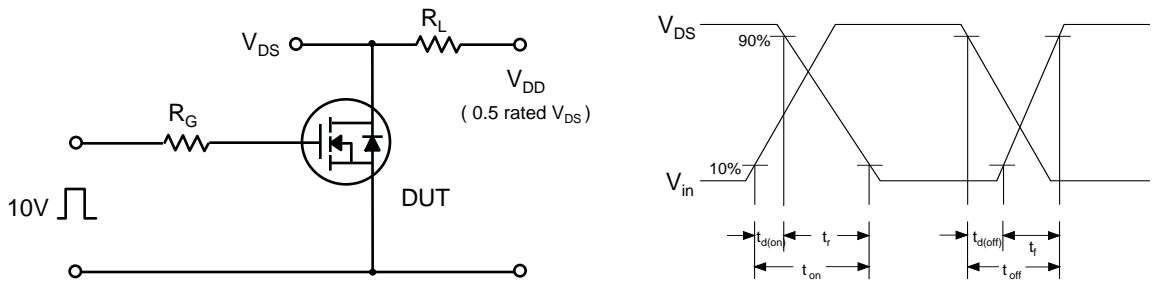 V_DS
R_L
V_DD
( 0.5 rated V_DS )
R_G
10V
DUT
V_DS
90%
10%
V_in
t_d(on)
t_r
t_on
t_d(off)
t_f
t_off